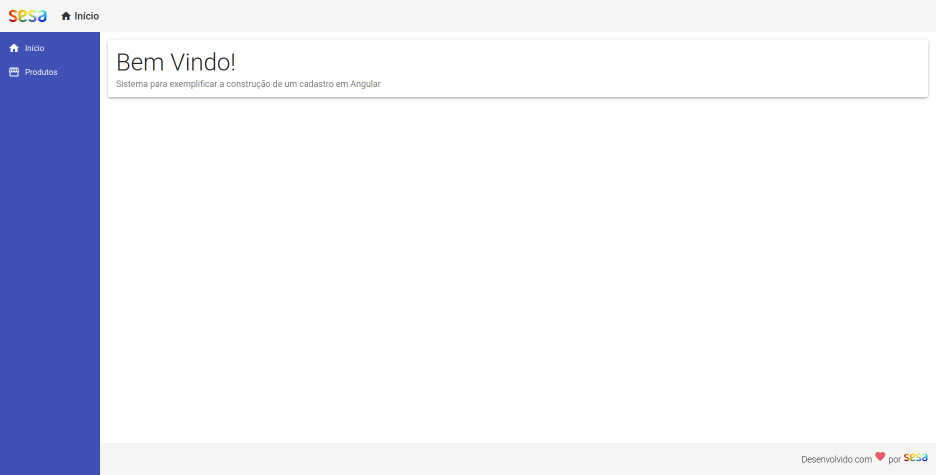 sesa Início
Início
Produtos
Bem Vindo!
Sistema para exemplificar a construção de um cadastro em Angular
Desenvolvido com por sesa